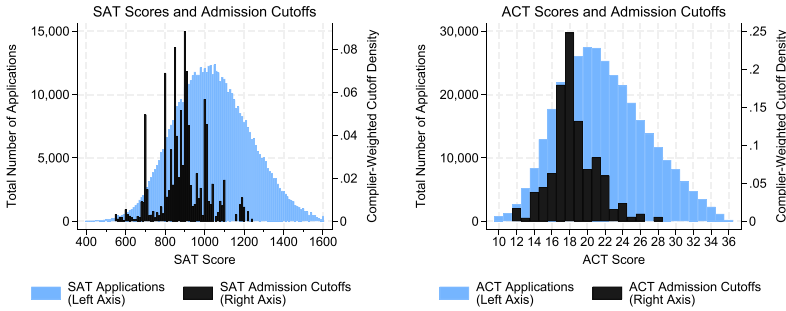 SAT Scores and Admission Cutoffs
Total Number of Applications
15,000
10,000
5,000
0
.08
.06
.04
.02
0
Complier-Weighted Cutoff Density
400 600 800 1000 1200 1400 1600
SAT Score
SAT Applications
(Left Axis)
SAT Admission Cutoffs
(Right Axis)
ACT Scores and Admission Cutoffs
Total Number of Applications
30,000
20,000
10,000
0
.25
.2
.15
.1
.05
0
Complier-Weighted Cutoff Density
10 12 14 16 18 20 22 24 26 28 30 32 34 36
ACT Score
ACT Applications
(Left Axis)
ACT Admission Cutoffs
(Right Axis)